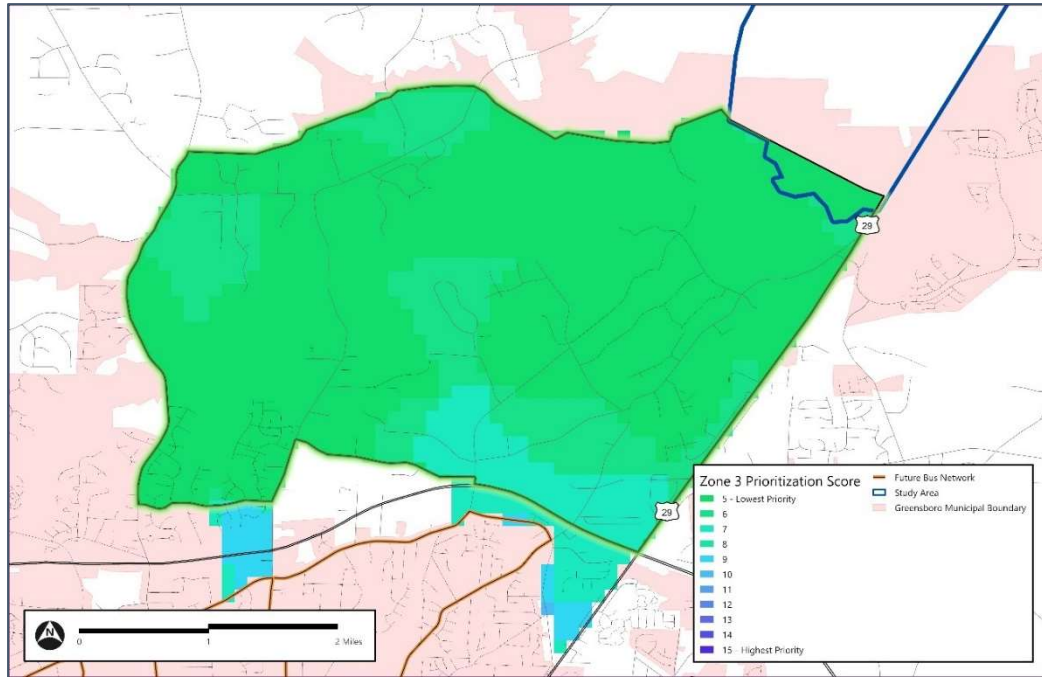 29
29
Zone 3 Prioritization Score
5 - Lowest Priority
6
7
8
9
10
11
12
13
14
15 - Highest Priority
Future Bus Network
Study Area
Greensboro Municipal Boundary
N
0 1 2 Miles